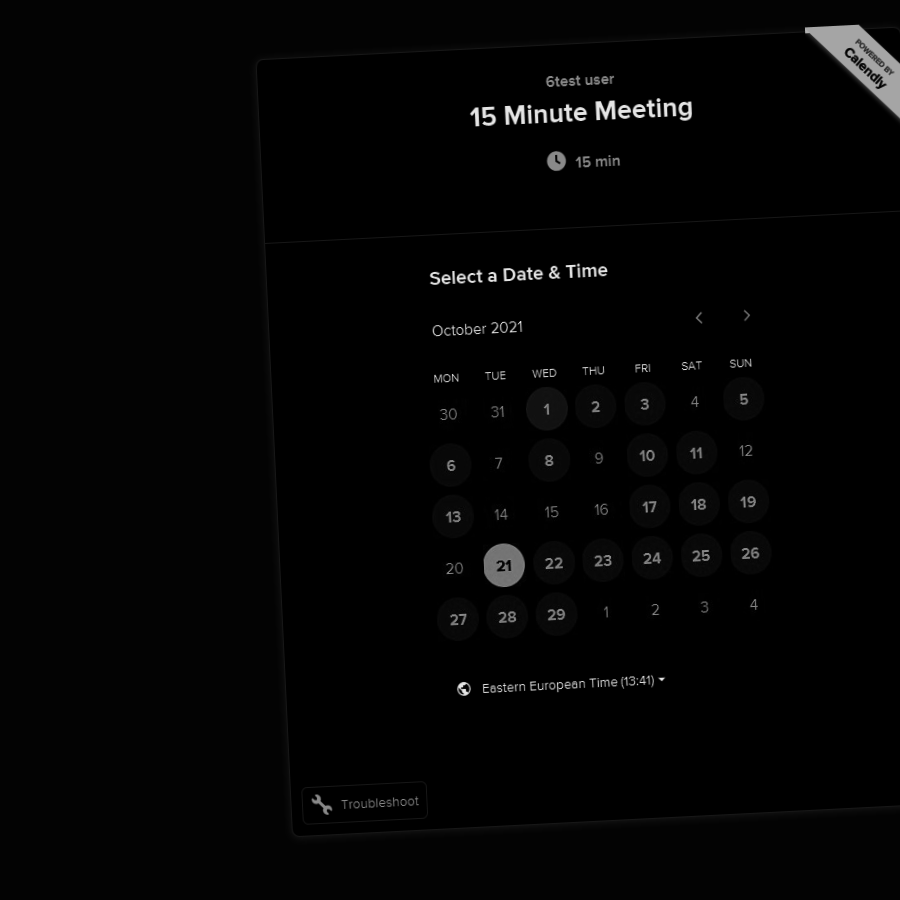 POWERED BY
Calendly
6test user
15 Minute Meeting
15 min
Select a Date & Time
October 2021
MON TUE WED THU FRI SAT SUN
30 31 1 2 3 4 5
6 7 8 9 10 11 12
13 14 15 16 17 18 19
20 21 22 23 24 25 26
27 28 29 1 2 3 4
Eastern European Time (13:41)
Troubleshoot